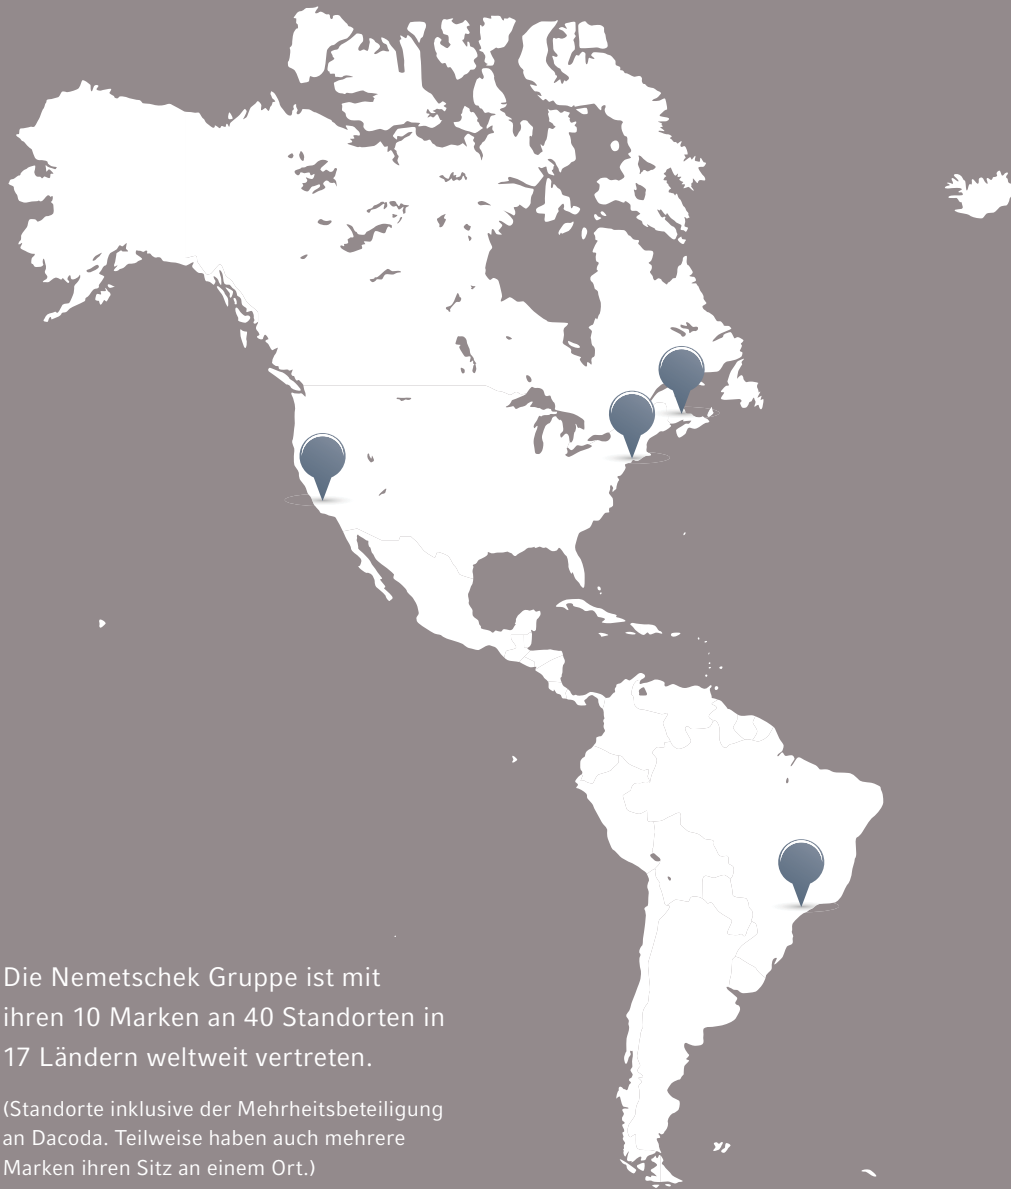 Die Nemetschek Gruppe ist mit
ihren 10 Marken an 40 Standorten in
17 Ländern weltweit vertreten.
(Standorte inklusive der Mehrheitsbeteiligung
an Dacoda. Teilweise haben auch mehrere
Marken ihren Sitz an einem Ort.)